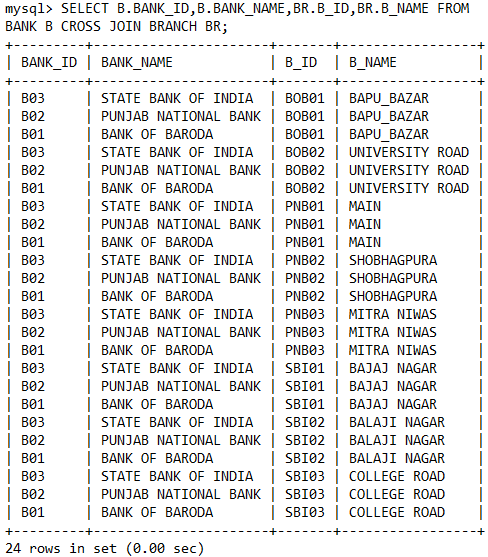 mysql> SELECT B.BANK_ID,B.BANK_NAME,BR.B_ID,BR.B_NAME FROM
BANK B CROSS JOIN BRANCH BR;
+---------+----------------------+-------+-----------------+
| BANK_ID | BANK_NAME            | B_ID  | B_NAME          |
+---------+----------------------+-------+-----------------+
| B03     | STATE BANK OF INDIA  | BOB01 | BAPU_BAZAR      |
| B02     | PUNJAB NATIONAL BANK | BOB01 | BAPU_BAZAR      |
| B01     | BANK OF BARODA       | BOB01 | BAPU_BAZAR      |
| B03     | STATE BANK OF INDIA  | BOB02 | UNIVERSITY ROAD |
| B02     | PUNJAB NATIONAL BANK | BOB02 | UNIVERSITY ROAD |
| B01     | BANK OF BARODA       | BOB02 | UNIVERSITY ROAD |
| B03     | STATE BANK OF INDIA  | PNB01 | MAIN            |
| B02     | PUNJAB NATIONAL BANK | PNB01 | MAIN            |
| B01     | BANK OF BARODA       | PNB01 | MAIN            |
| B03     | STATE BANK OF INDIA  | PNB02 | SHOBHAGPURA     |
| B02     | PUNJAB NATIONAL BANK | PNB02 | SHOBHAGPURA     |
| B01     | BANK OF BARODA       | PNB02 | SHOBHAGPURA     |
| B03     | STATE BANK OF INDIA  | PNB03 | MITRA NIWAS     |
| B02     | PUNJAB NATIONAL BANK | PNB03 | MITRA NIWAS     |
| B01     | BANK OF BARODA       | PNB03 | MITRA NIWAS     |
| B03     | STATE BANK OF INDIA  | SBI01 | BAJAJ NAGAR     |
| B02     | PUNJAB NATIONAL BANK | SBI01 | BAJAJ NAGAR     |
| B01     | BANK OF BARODA       | SBI01 | BAJAJ NAGAR     |
| B03     | STATE BANK OF INDIA  | SBI02 | BALAJI NAGAR    |
| B02     | PUNJAB NATIONAL BANK | SBI02 | BALAJI NAGAR    |
| B01     | BANK OF BARODA       | SBI02 | BALAJI NAGAR    |
| B03     | STATE BANK OF INDIA  | SBI03 | COLLEGE ROAD    |
| B02     | PUNJAB NATIONAL BANK | SBI03 | COLLEGE ROAD    |
| B01     | BANK OF BARODA       | SBI03 | COLLEGE ROAD    |
+---------+----------------------+-------+-----------------+
24 rows in set (0.00 sec)